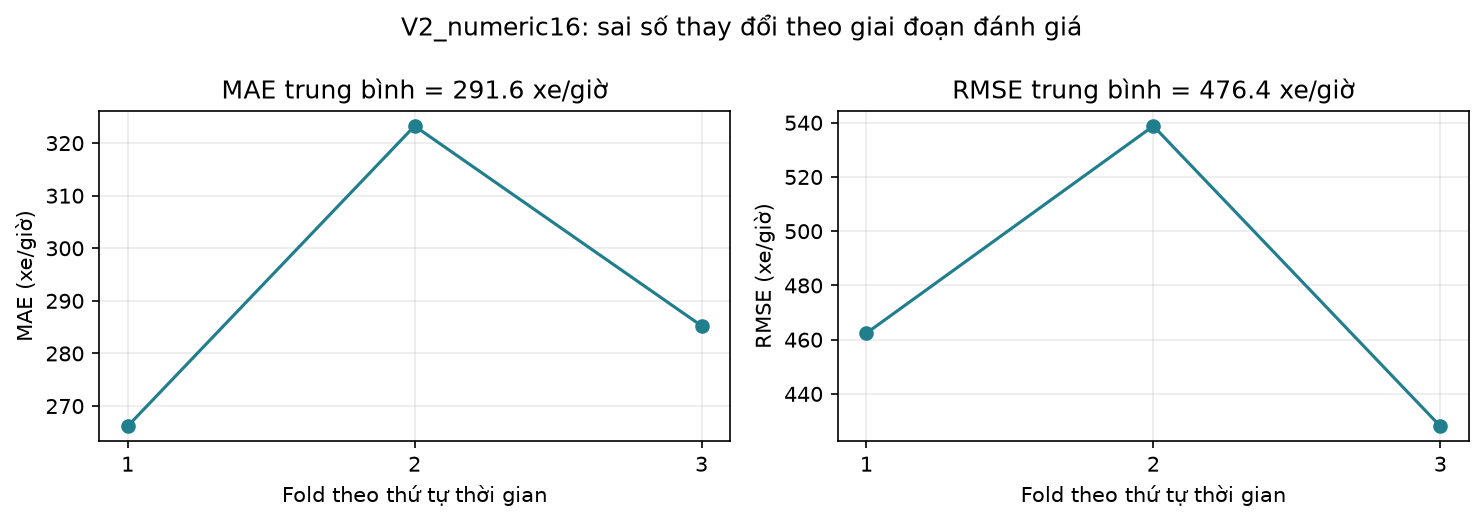 V2_numeric16: sai số thay đổi theo giai đoạn đánh giá
MAE trung bình = 291.6 xe/giờ
MAE (xe/giờ)
320
310
300
290
280
270
1 2 3
Fold theo thứ tự thời gian
RMSE trung bình = 476.4 xe/giờ
RMSE (xe/giờ)
540
520
500
480
460
440
1 2 3
Fold theo thứ tự thời gian